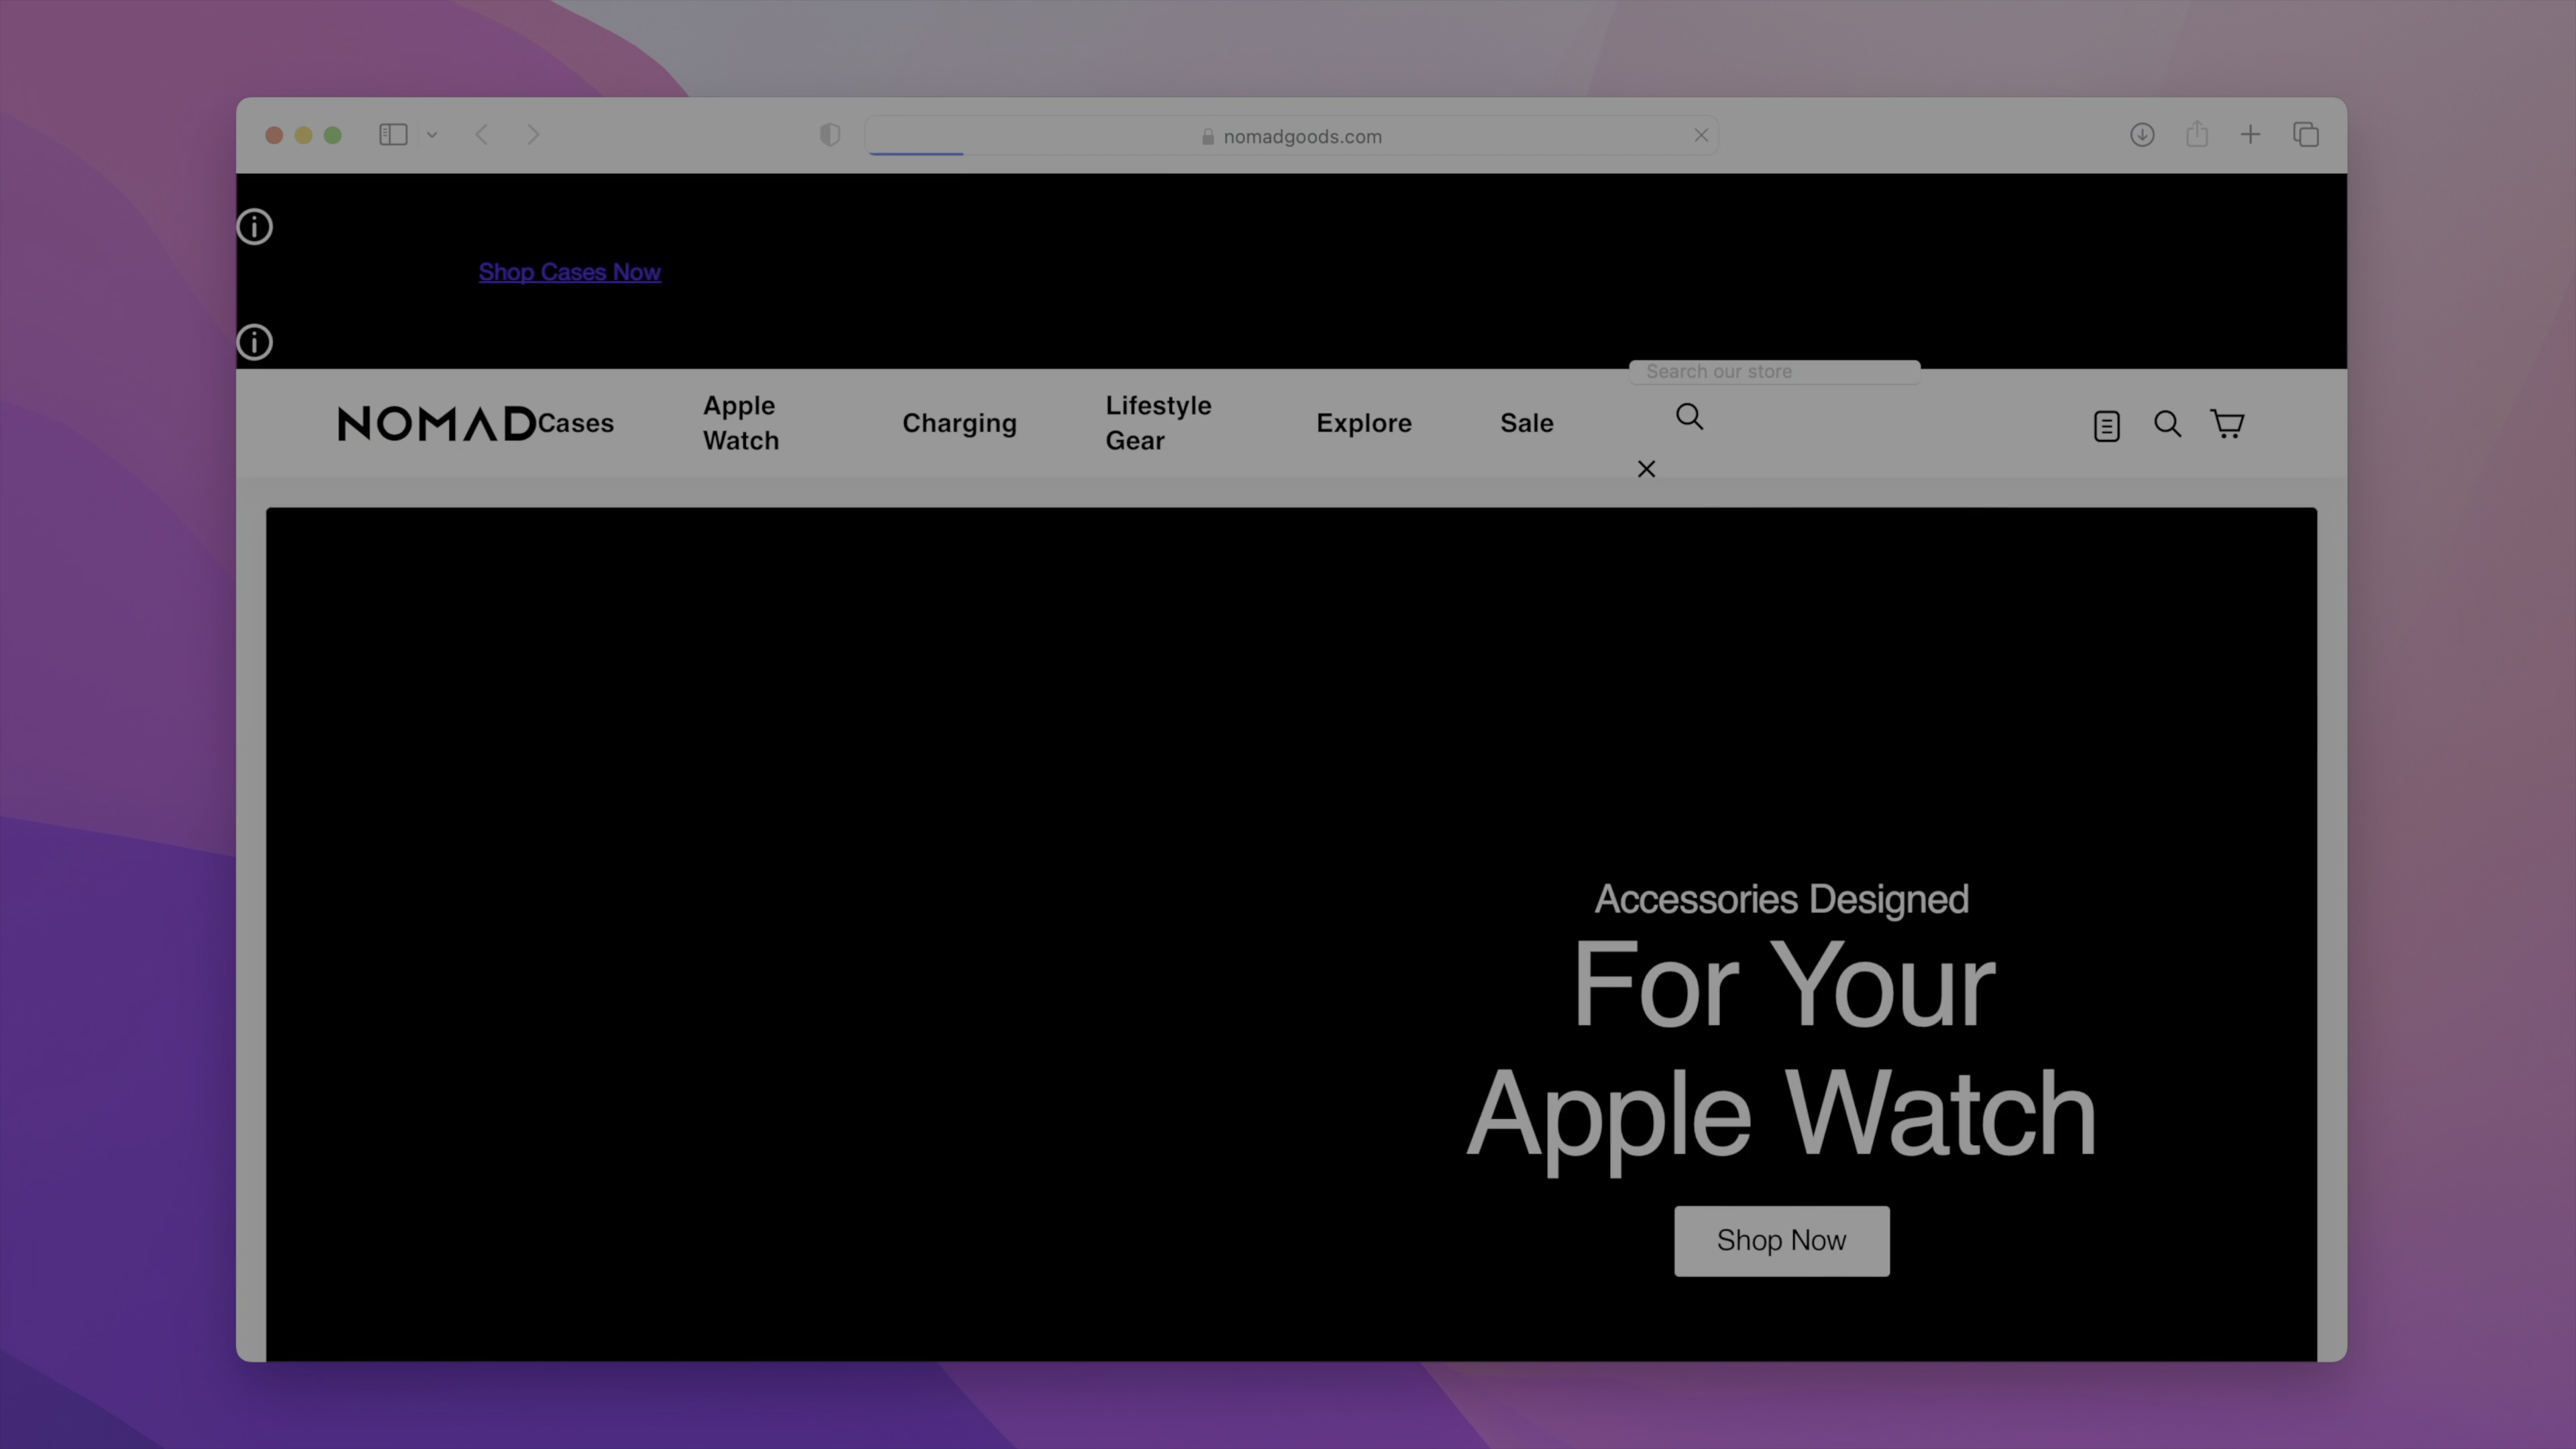 nomadgoods.com
Shop Cases Now
Search our store
NOMAD
Cases
Apple
Watch
Charging
Lifestyle
Gear
Explore
Sale
Accessories Designed
For Your
Apple Watch
Shop Now